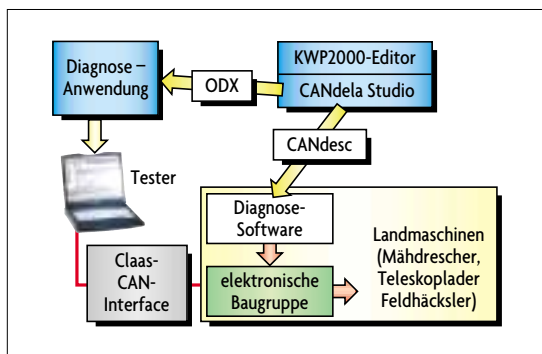 Diagnose –
Anwendung
ODX
KWP2000-Editor
CANdela Studio
CANdesc
Tester
Diagnose-
Software
Claas-
CAN-
Interface
elektronische
Baugruppe
Landmaschinen
(Mähdrescher,
Teleskoplader
Feldhäcksler)